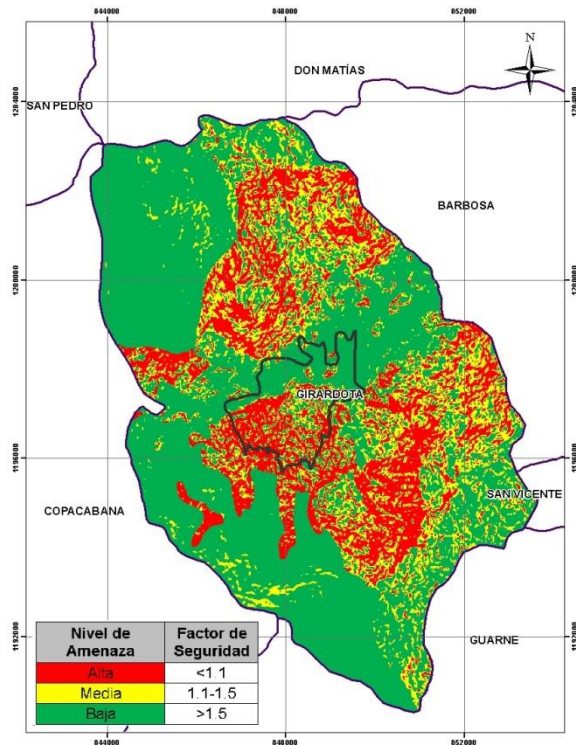 844000 848000 852000
N
DON MATÍAS
SAN PEDRO
1204000 1204000
BARBOSA
1200000 1200000
GIRARDOTA
1196000 1196000
SAN VICENTE
COPACABANA
GUARNE
1192000 1192000
Nivel de Amenaza Factor de Seguridad
Alta <1.1
Media 1.1-1.5
Baja >1.5
844000 848000 852000